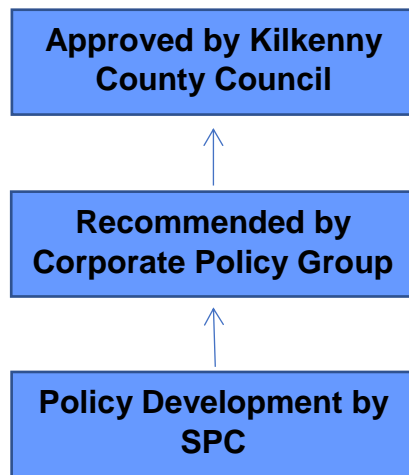 Approved by Kilkenny
County Council
Recommended by
Corporate Policy Group
Policy Development by
SPC